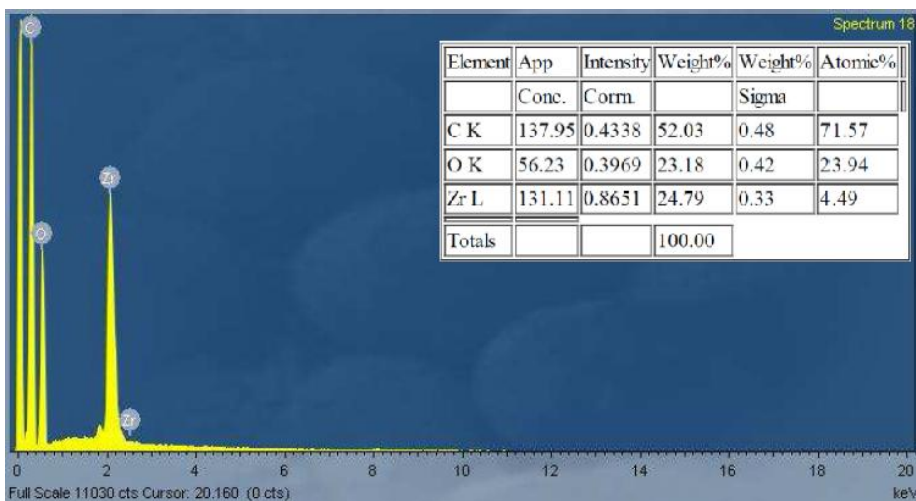 Spectrum 18
Element App Intensity Weight% Weight% Atomic%
Conc. Corrn. Sigma
C K 137.95 0.4338 52.03 0.48 71.57
O K 56.23 0.3969 23.18 0.42 23.94
Zr L 131.11 0.8651 24.79 0.33 4.49
Totals 100.00
C
Zr
O
Zr
0 2 4 6 8 10 12 14 16 18 20
Full Scale 11030 cts Cursor: 20.160 (0 cts) keV